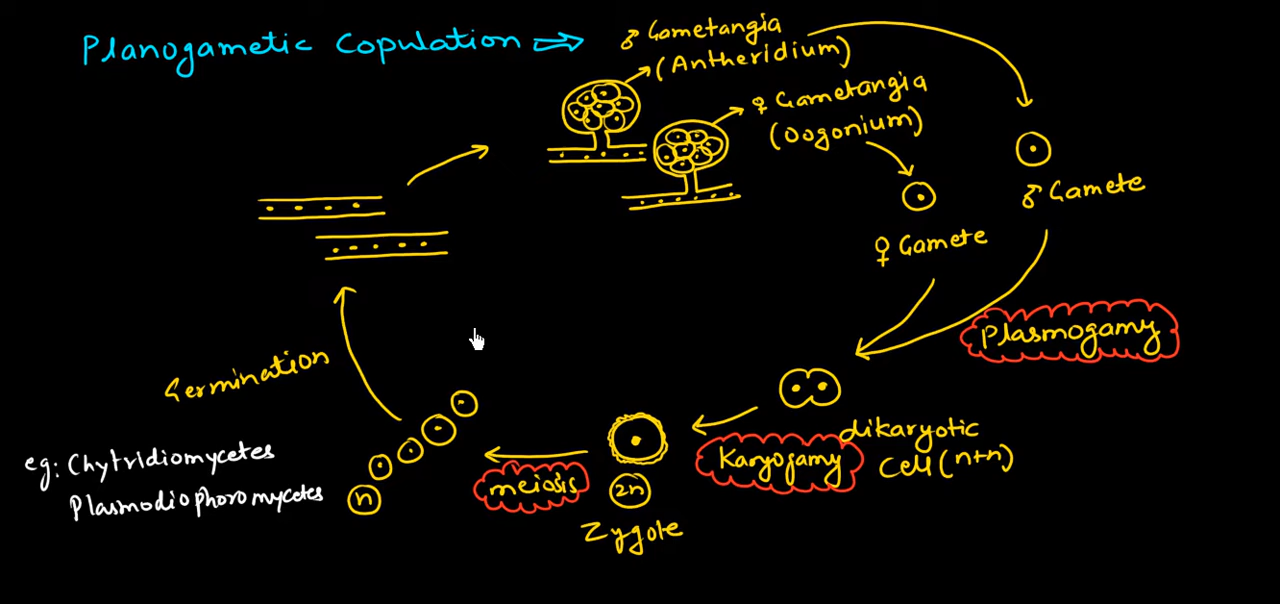 Planogametic Copulation ⇒
♂ Gametangia
(Antheridium)
♀ Gametangia
(Oogonium)
♂ Gamete
♀ Gamete
Plasmogamy
dikaryotic
Cell (n+n)
Karyogamy
2n
Zygote
meiosis
n
Germination
eg: Chytridiomycetes
Plasmodiophoromycetes